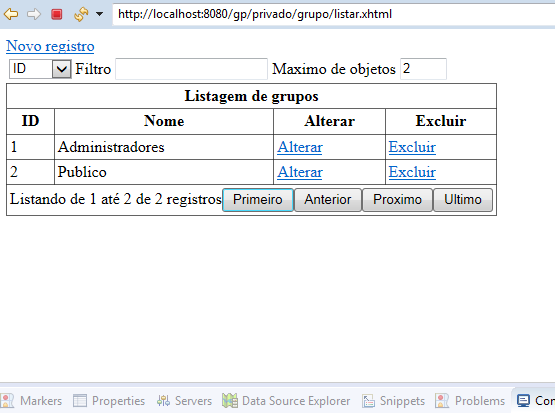 http://localhost:8080/gp/privado/grupo/listar.xhtml
Novo registro
ID Filtro Maximo de objetos 2
Listagem de grupos
ID Nome Alterar Excluir
1 Administradores Alterar Excluir
2 Publico Alterar Excluir
Listando de 1 até 2 de 2 registros Primeiro Anterior Proximo Ultimo
Markers Properties Servers Data Source Explorer Snippets Problems Con